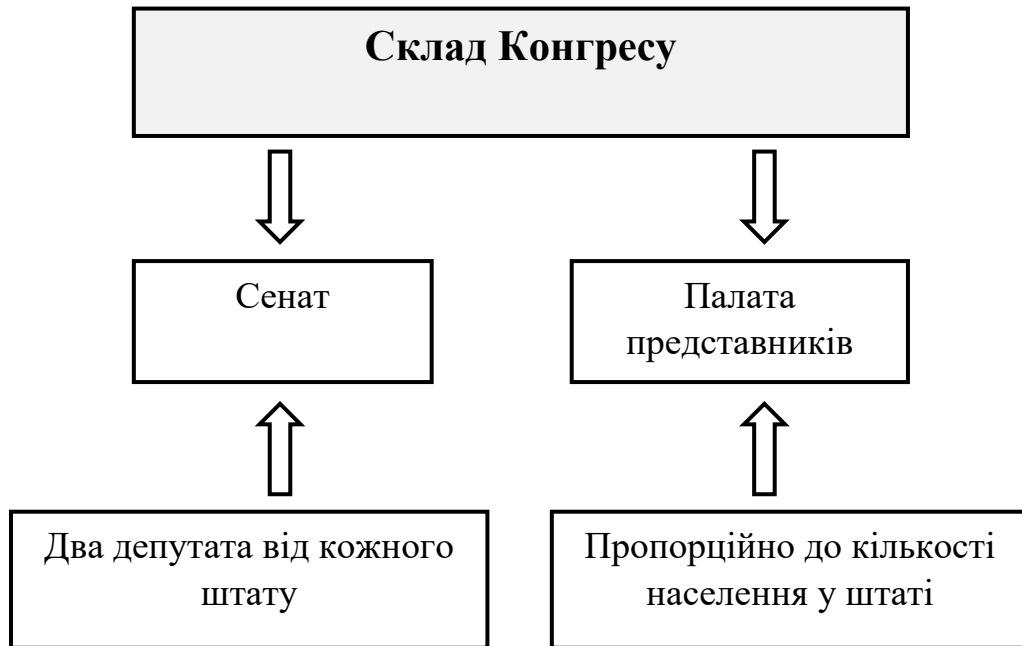 Склад Конгресу
Сенат
Палата
представників
Два депутата від кожного
штату
Пропорційно до кількості
населення у штаті